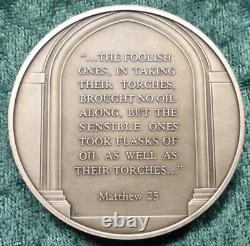 "...THE FOOLISH
ONES, IN TAKING
THEIR TORCHES,
BROUGHT NO OIL
ALONG, BUT THE
SENSIBLE ONES
TOOK FLASKS OF
OIL AS WELL AS
THEIR TORCHES..."
Matthew 25